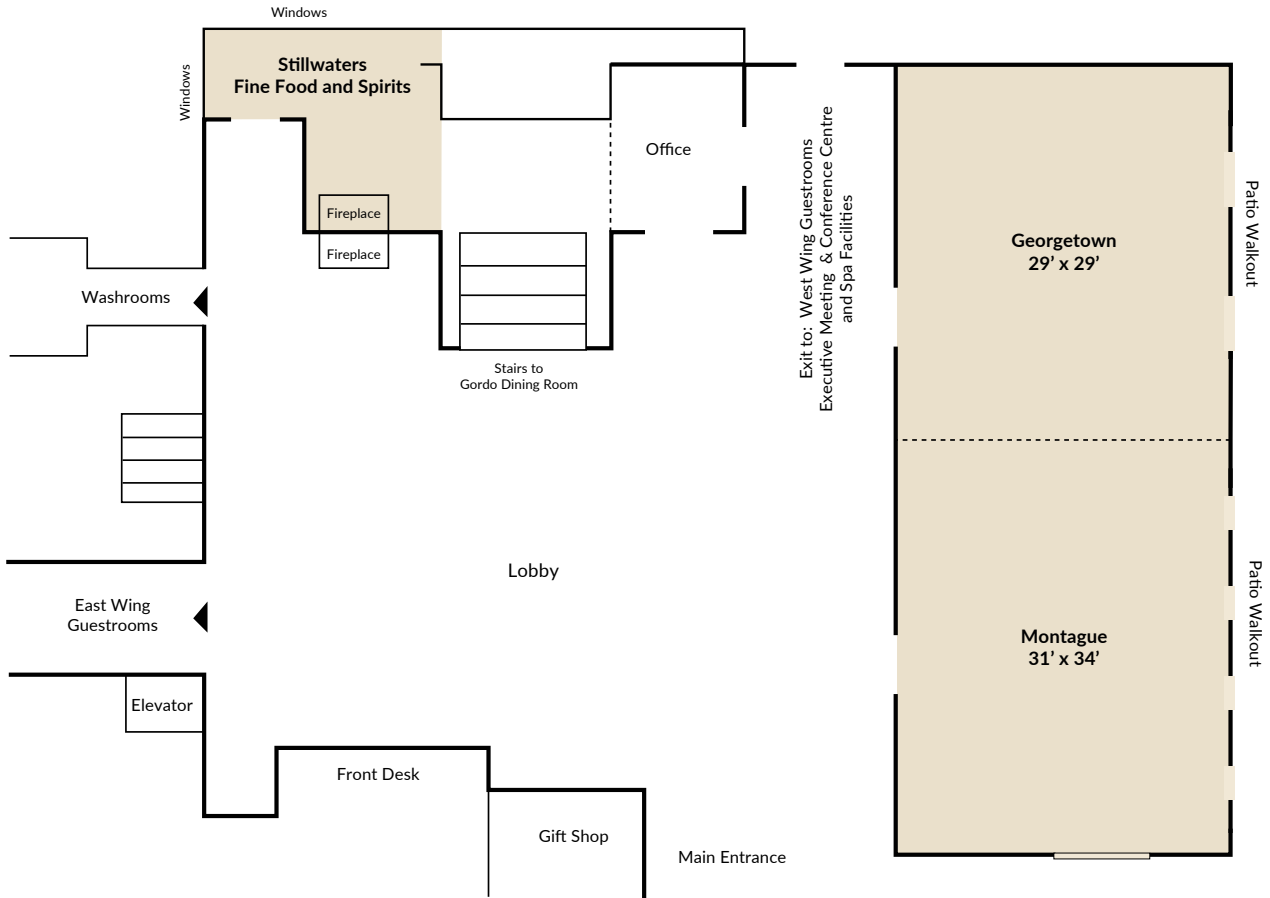 Windows
Windows
Stillwaters
Fine Food and Spirits
Office
Fireplace
Fireplace
Washrooms
Stairs to
Gordo Dining Room
Exit to:  West Wing Guestrooms
Executive Meeting  & Conference Centre
and Spa Facilities
Georgetown
29’ x 29’
Patio Walkout
Lobby
East Wing
Guestrooms
Elevator
Montague
31’ x 34’
Patio Walkout
Front Desk
Gift Shop
Main Entrance